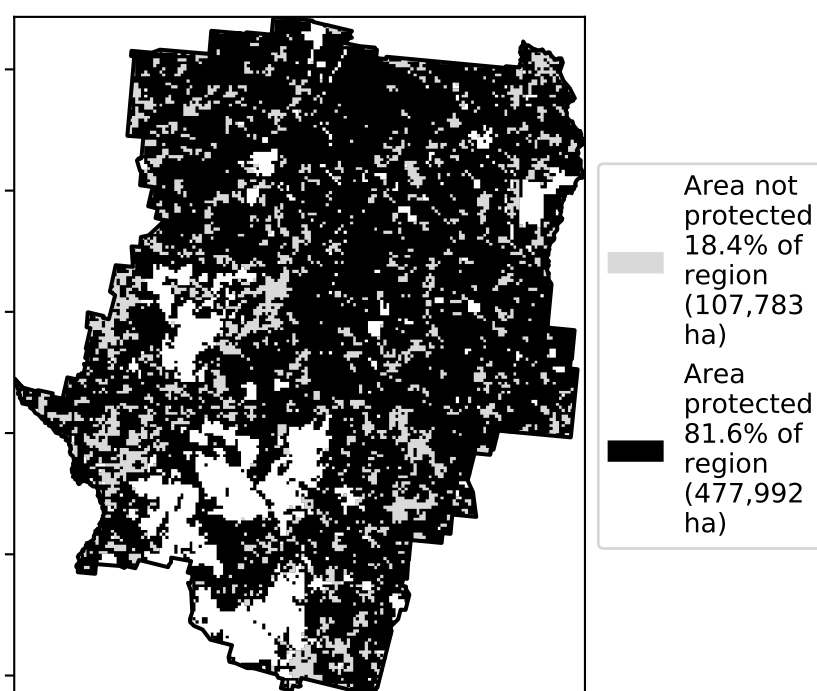 Area not
protected
18.4% of
region
(107,783
ha)
Area
protected
81.6% of
region
(477,992
ha)